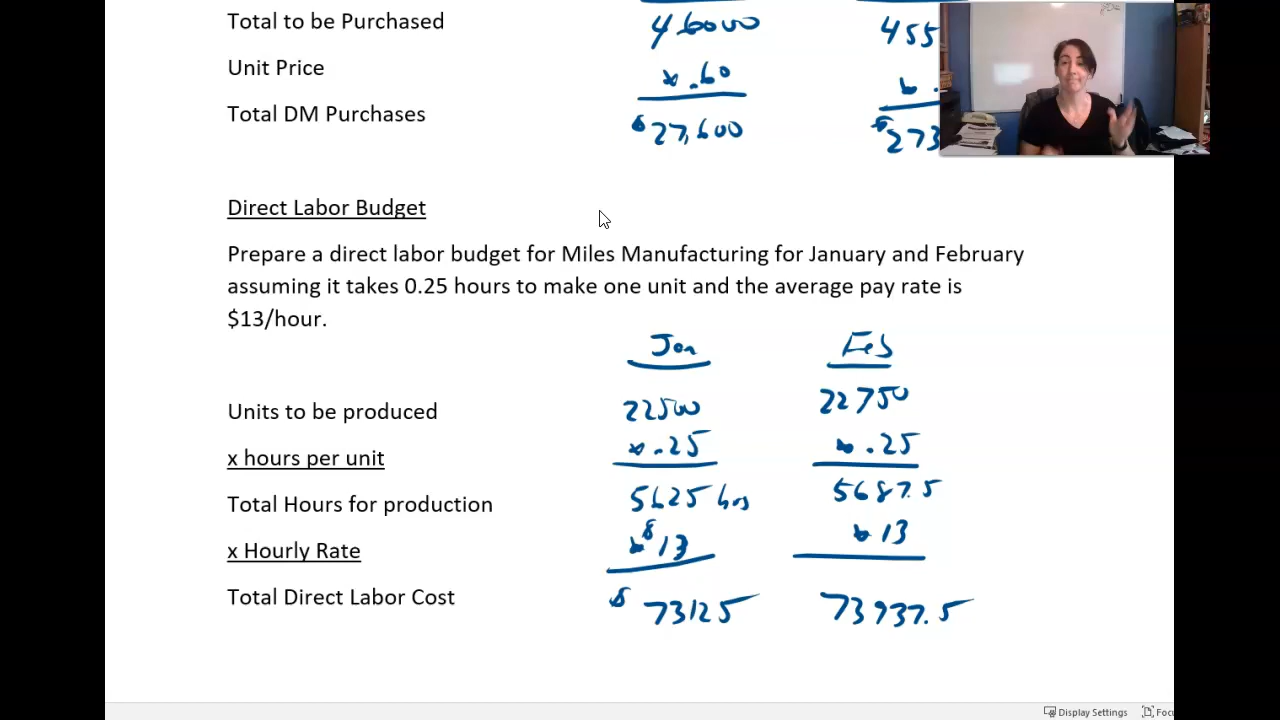 Total to be Purchased 46000 455
Unit Price x .60 x .
Total DM Purchases $27,600 $273
Direct Labor Budget
Prepare a direct labor budget for Miles Manufacturing for January and February
assuming it takes 0.25 hours to make one unit and the average pay rate is
$13/hour.
Jan Feb
Units to be produced 22500 22750
x hours per unit x .25 x .25
Total Hours for production 5625 hrs 5687.5
x Hourly Rate x $13 x 13
Total Direct Labor Cost $ 73125 73937.5
Display Settings Focu